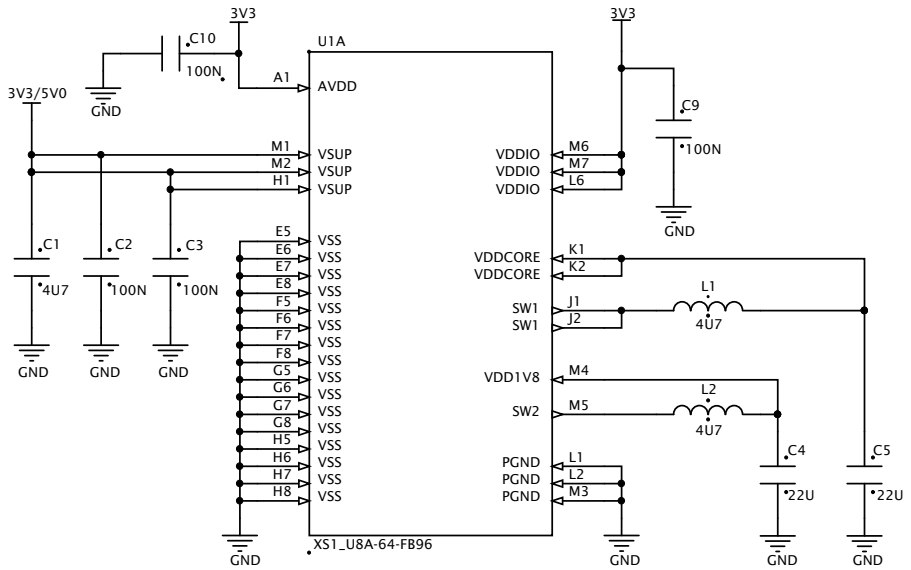 3V3
3V3
C10
U1A
100N
A1
AVDD
GND
3V3/5V0
C9
100N
M1
VSUP
VDDIO
M6
M2
VSUP
VDDIO
M7
H1
VSUP
VDDIO
L6
GND
E5
VSS
E6
VSS
VDDCORE
K1
E7
VSS
VDDCORE
K2
C1
4U7
C2
100N
C3
100N
E8
VSS
F5
VSS
SW1
J1
L1
4U7
F6
VSS
SW1
J2
F7
VSS
GND
GND
GND
F8
VSS
G5
VSS
VDD1V8
M4
G6
VSS
L2
4U7
G7
VSS
SW2
M5
G8
VSS
H5
VSS
C4
22U
C5
22U
H6
VSS
PGND
L1
H7
VSS
PGND
L2
H8
VSS
PGND
M3
XS1_U8A-64-FB96
GND
GND
GND
GND